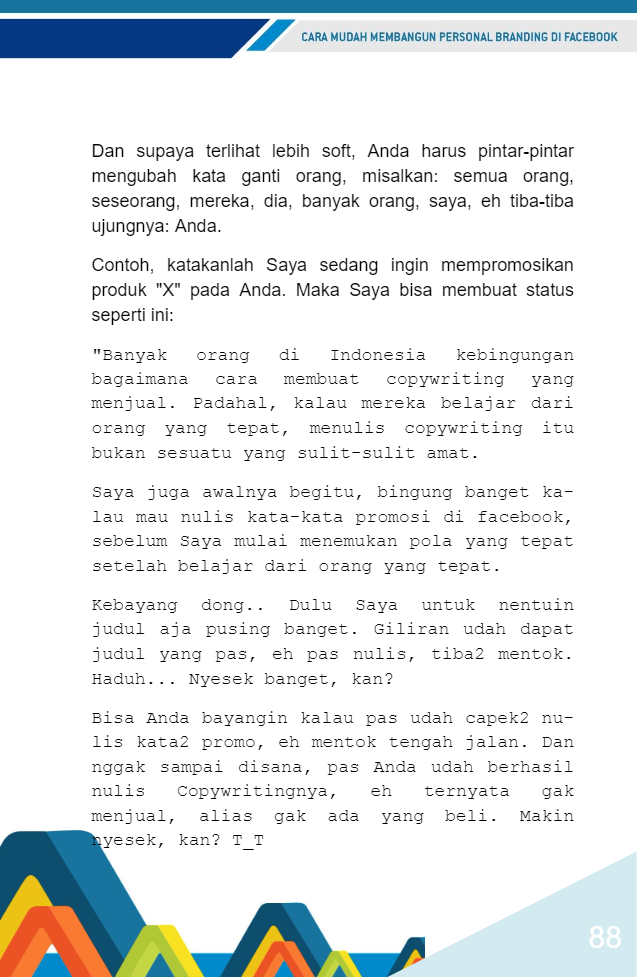 CARA MUDAH MEMBANGUN PERSONAL BRANDING DI FACEBOOK
Dan supaya terlihat lebih soft, Anda harus pintar-pintar
mengubah kata ganti orang, misalkan: semua orang,
seseorang, mereka, dia, banyak orang, saya, eh tiba-tiba
ujungnya: Anda.
Contoh, katakanlah Saya sedang ingin mempromosikan
produk "X" pada Anda. Maka Saya bisa membuat status
seperti ini:
"Banyak orang di Indonesia kebingungan
bagaimana cara membuat copywriting yang
menjual. Padahal, kalau mereka belajar dari
orang yang tepat, menulis copywriting itu
bukan sesuatu yang sulit-sulit amat.
Saya juga awalnya begitu, bingung banget ka-
lau mau nulis kata-kata promosi di facebook,
sebelum Saya mulai menemukan pola yang tepat
setelah belajar dari orang yang tepat.
Kebayang dong.. Dulu Saya untuk nentuin
judul aja pusing banget. Giliran udah dapat
judul yang pas, eh pas nulis, tiba2 mentok.
Haduh... Nyesek banget, kan?
Bisa Anda bayangin kalau pas udah capek2 nu-
lis kata2 promo, eh mentok tengah jalan. Dan
nggak sampai disana, pas Anda udah berhasil
nulis Copywritingnya, eh ternyata gak
menjual, alias gak ada yang beli. Makin
nyesek, kan? T_T
88